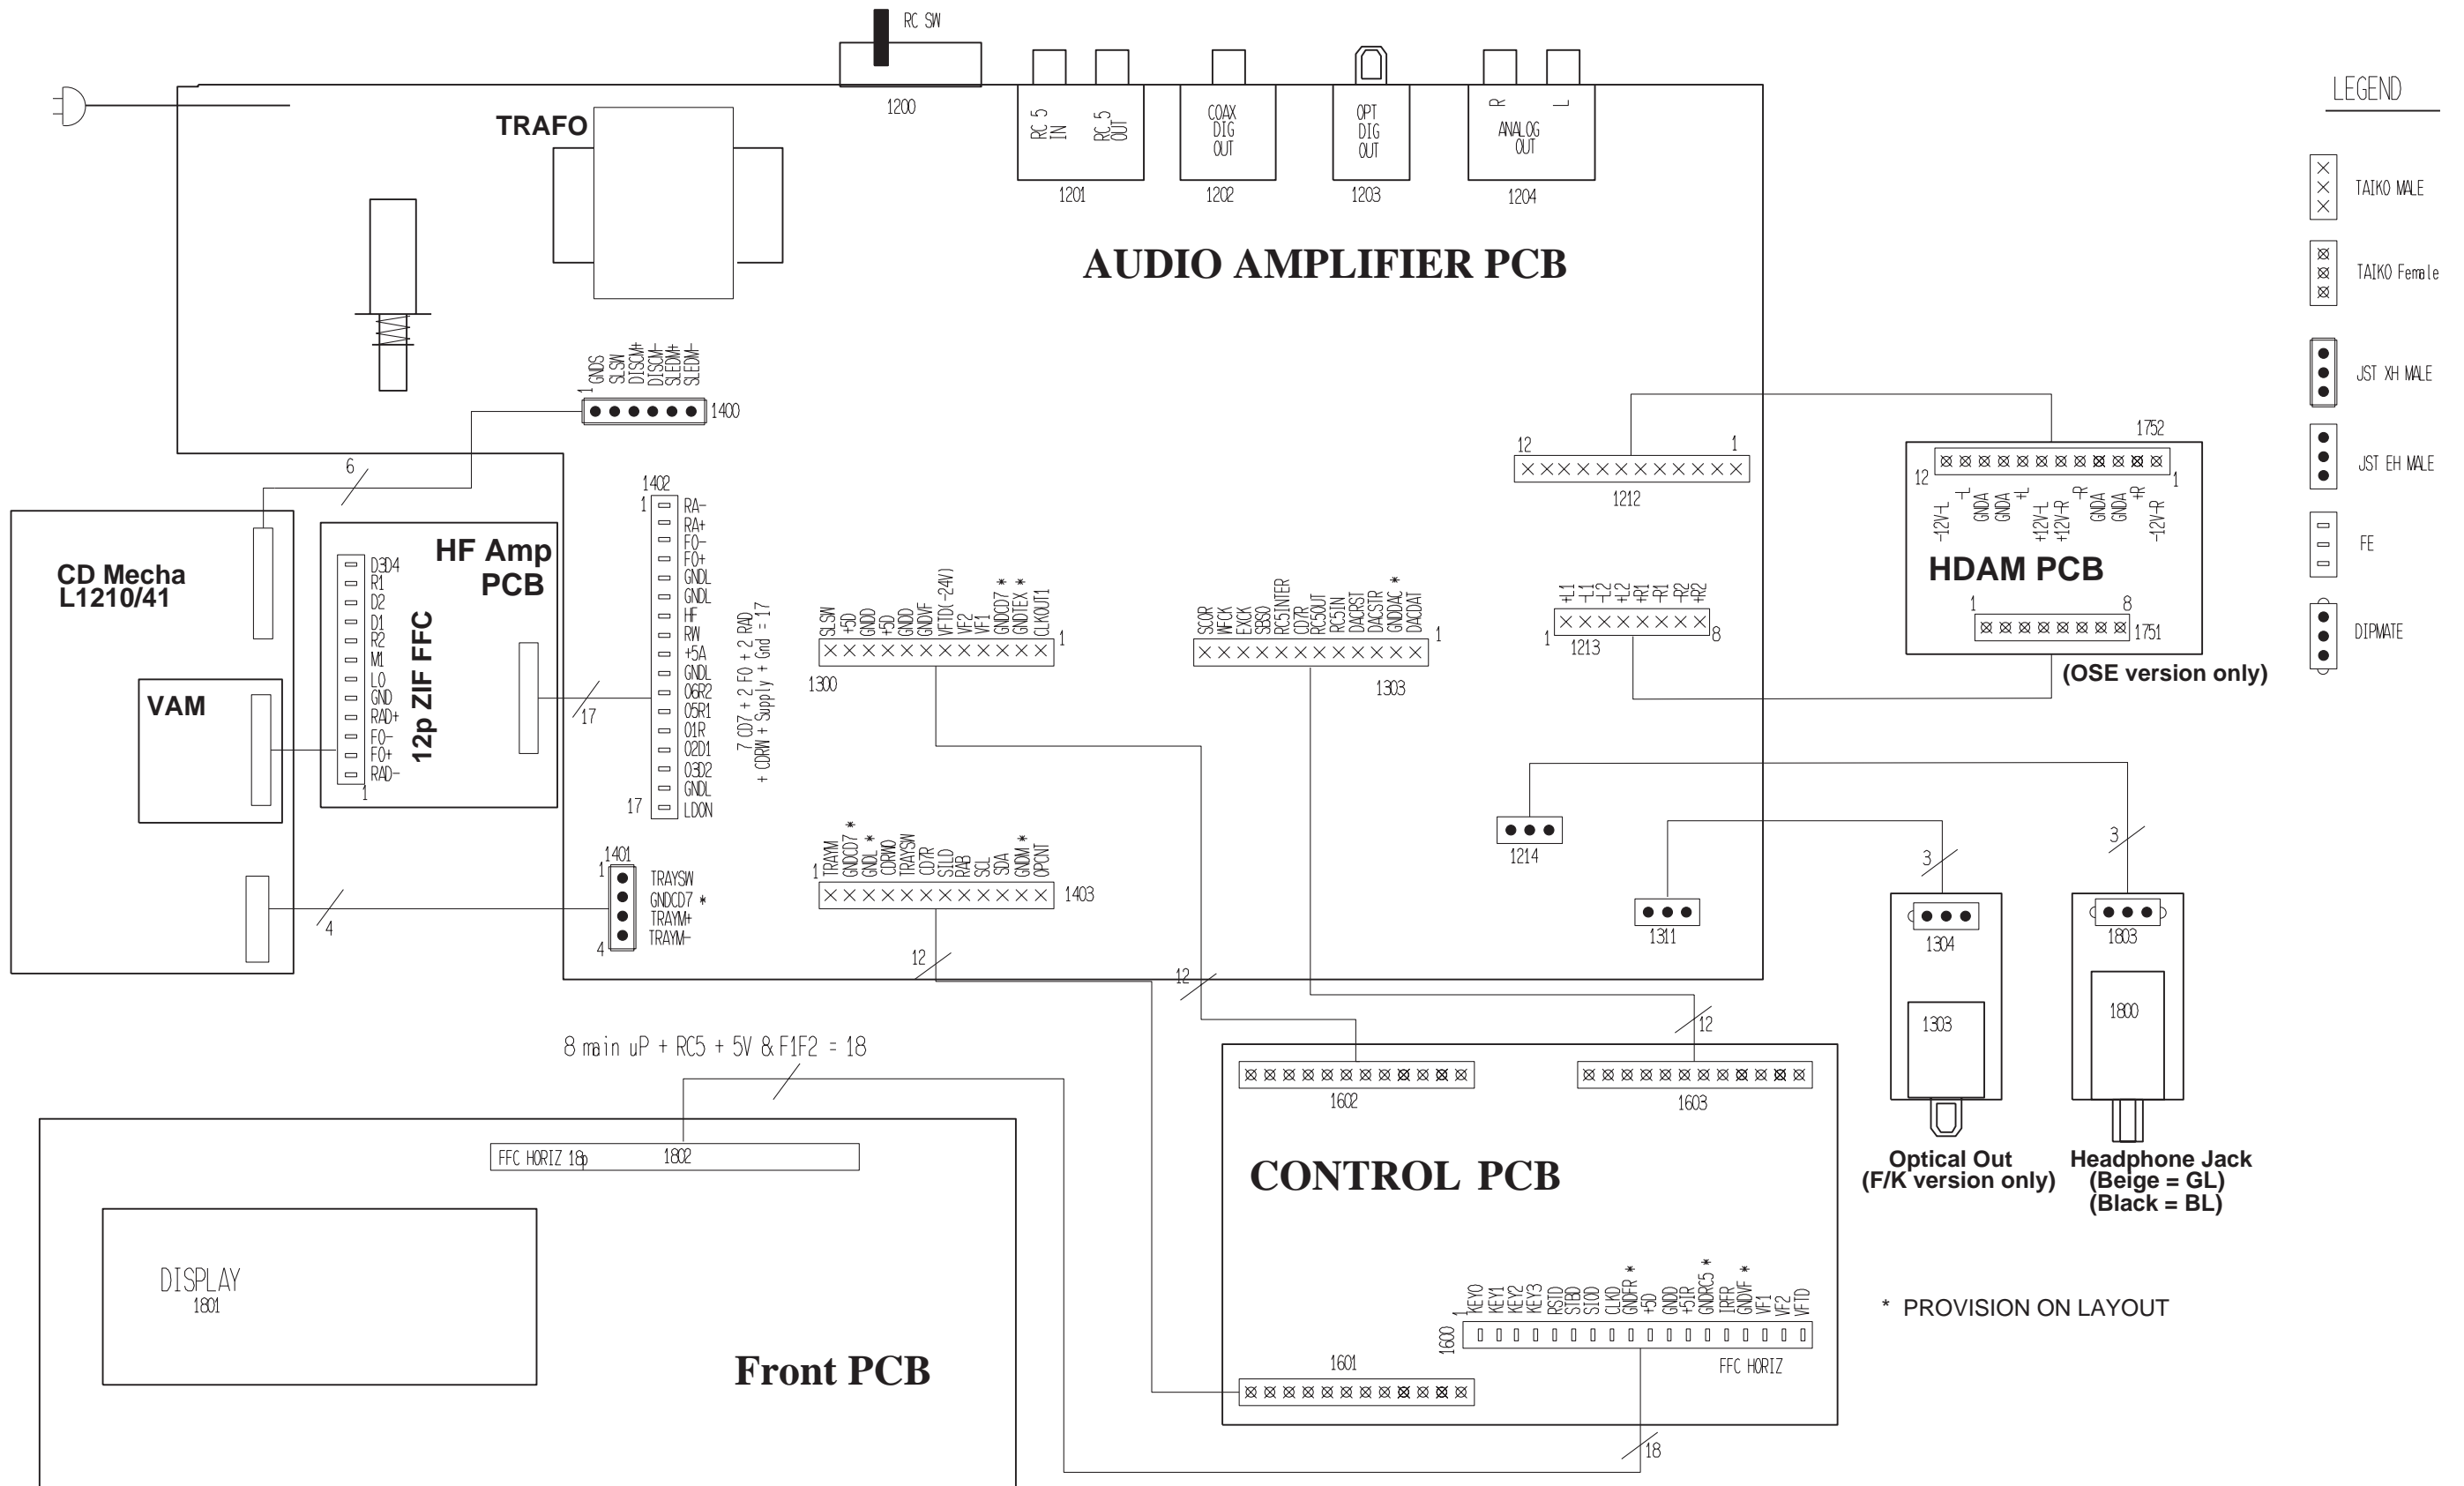 RC SW
1200
TRAFO
RC 5
IN
RC 5
OUT
1201
COAX
DIG
OUT
1202
OPT
DIG
OUT
1203
R
L
ANALOG
OUT
1204
AUDIO AMPLIFIER PCB
LEGEND
TAIKO MALE
TAIKO Female
JST XH MALE
JST EH MALE
FE
DIPMATE
1
GNDS
SLSW
DISCM+
DISCM-
SLEDM+
SLEDM-
1400
6
CD Mecha
L1210/41
VAM
HF Amp
PCB
12p ZIF FFC
D3D4
R1
D2
D1
R2
M1
LO
GND
RAD+
FO-
FO+
RAD-
1
17
1402
1
RA-
RA+
FO-
FO+
GNDL
GNDL
HF
RW
+5A
GNDL
O6R2
O5R1
O1R
O2D1
O3D2
GNDL
LDON
17
7 CD7 + 2 FO + 2 RAD
+ CDRW + Supply + Gnd = 17
SLSW
+5D
GNDD
+5D
GNDD
GNDVF
VFTD(-24V)
VF2
VF1
GNDCD7 *
GNDTEX *
CLKOUT1
1
1300
SCOR
WFCK
EXCK
SBSO
RC5INTER
CD7R
RC5OUT
RC5IN
DACRST
DACSTR
GNDDAC *
DACDAT
1
1303
12
1
1212
+L1
-L1
-L2
+L2
+R1
-R1
-R2
+R2
1
8
1213
1752
12
1
-12V-L
-L
GNDA
GNDA
+L
+12V-L
+12V-R
-R
GNDA
GNDA
+R
-12V-R
HDAM PCB
1
8
1751
(OSE version only)
1401
1
TRAYSW
GNDCD7 *
TRAYM+
TRAYM-
4
4
1
TRAYM
GNDCD7 *
GNDL *
CDRWD
TRAYSW
CD7R
SILD
RAB
SCL
SDA
GNDM *
OPCNT
1403
12
12
12
1214
1311
3
3
1304
1303
Optical Out
(F/K version only)
1803
1800
Headphone Jack
(Beige = GL)
(Black = BL)
8 main uP + RC5 + 5V & F1F2 = 18
FFC HORIZ 18p
1802
DISPLAY
1801
Front PCB
1602
1603
CONTROL PCB
1
KEY0
KEY1
KEY2
KEY3
RSTD
STBD
SIOD
CLKD
GNDFR *
+5D
GNDD
+5IR
GNDRC5 *
IRFR
GNDVF *
VF1
VF2
VFTD
1600
FFC HORIZ
1601
18
* PROVISION ON LAYOUT